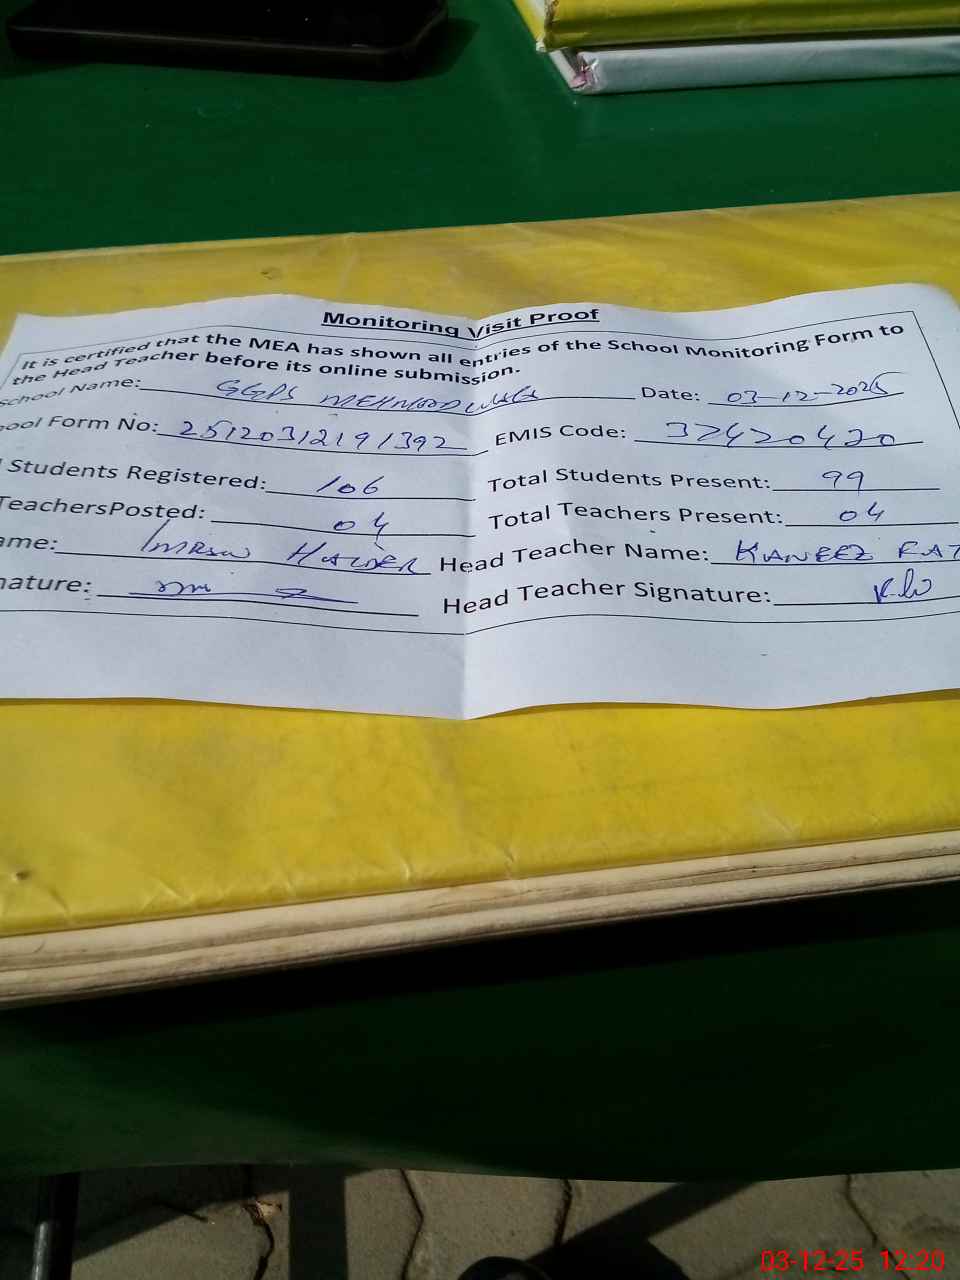 Monitoring Visit Proof
It is certified that the MEA has shown all entries of the School Monitoring Form to
the Head Teacher before its online submission.
School Name: GGPS MEHMOOD Date: 03-12-2025
ool Form No: 25120312191392 EMIS Code: 37420420
Students Registered: 106 Total Students Present: 99
TeachersPosted: 04 Total Teachers Present: 04
ame: IMRAN HAIDER Head Teacher Name: KANEEZ FAT
nature: Head Teacher Signature:
03-12-25 12:20